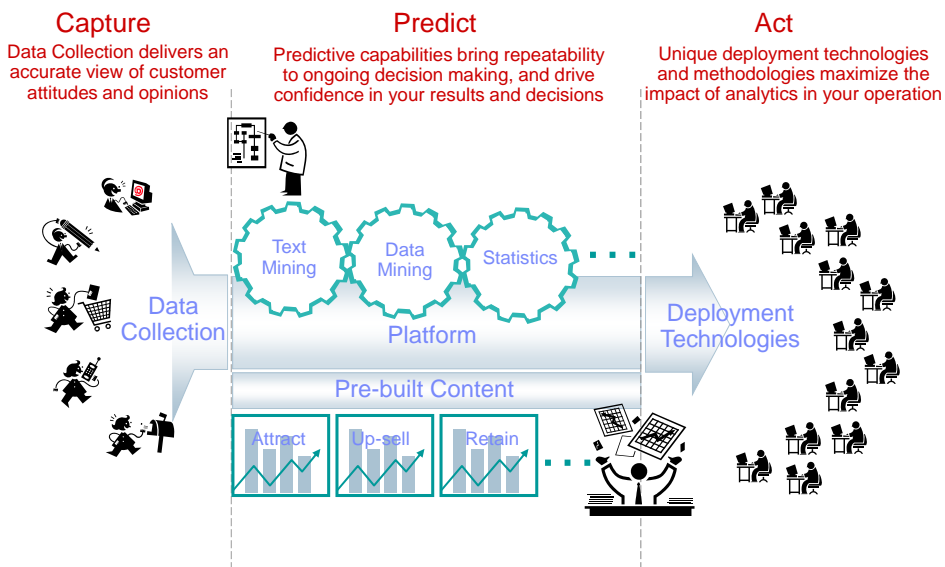 Capture
Data Collection delivers an
accurate view of customer
attitudes and opinions
Predict
Predictive capabilities bring repeatability
to ongoing decision making, and drive
confidence in your results and decisions
Act
Unique deployment technologies
and methodologies maximize the
impact of analytics in your operation
Data
Collection
Text
Mining
Data
Mining
Statistics
Platform
Pre-built Content
Attract
Up-sell
Retain
Deployment
Technologies